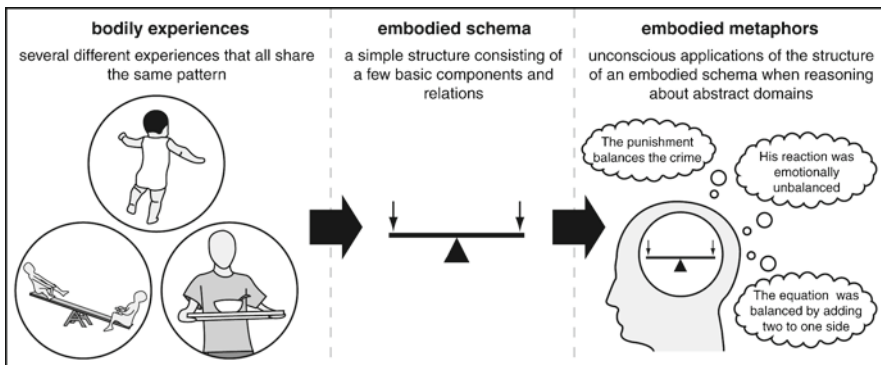 bodily experiences
several different experiences that all share
the same pattern
embodied schema
a simple structure consisting of
a few basic components and
relations
embodied metaphors
unconscious applications of the structure
of an embodied schema when reasoning
about abstract domains
The punishment
balances the crime
His reaction was
emotionally
unbalanced
The equation was
balanced by adding
two to one side